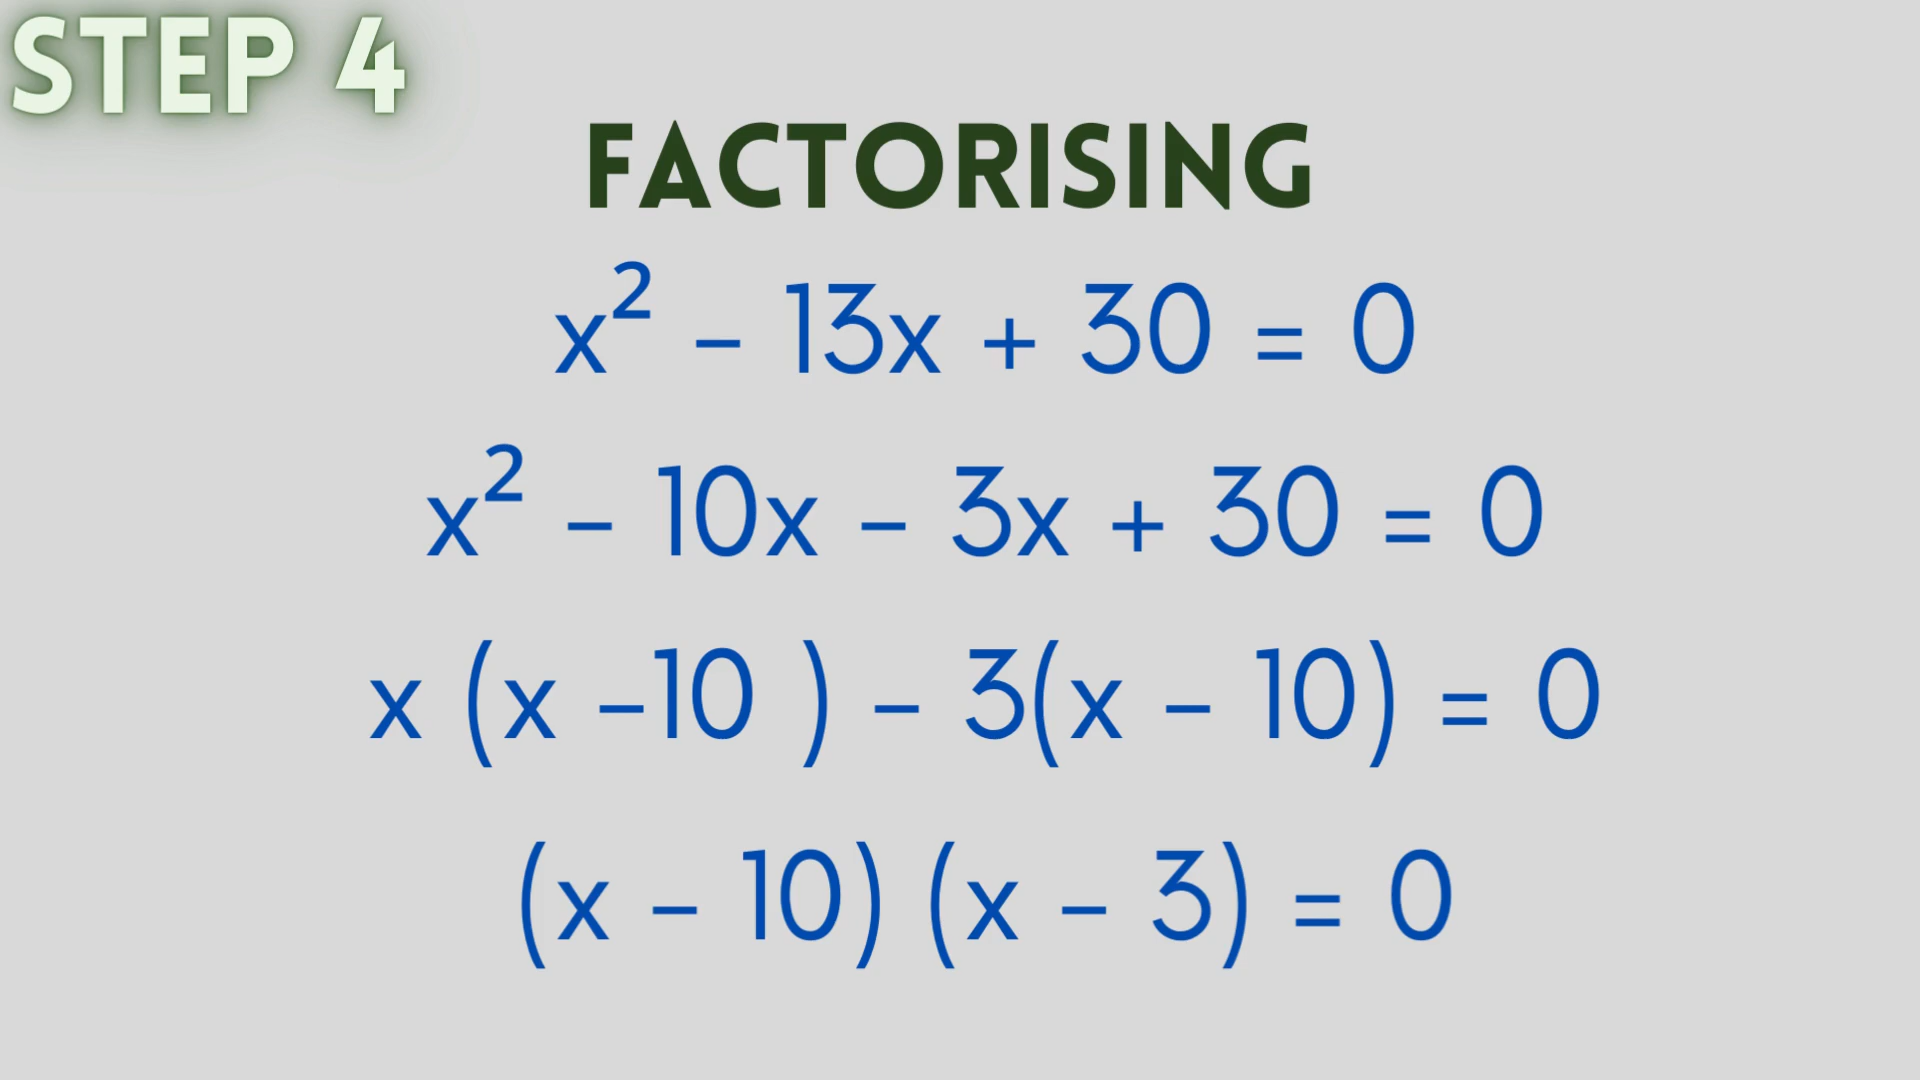 STEP 4
FACTORISING
x² – 13x + 30 = 0
x² – 10x – 3x + 30 = 0
x (x –10 ) – 3(x – 10) = 0
(x – 10) (x – 3) = 0